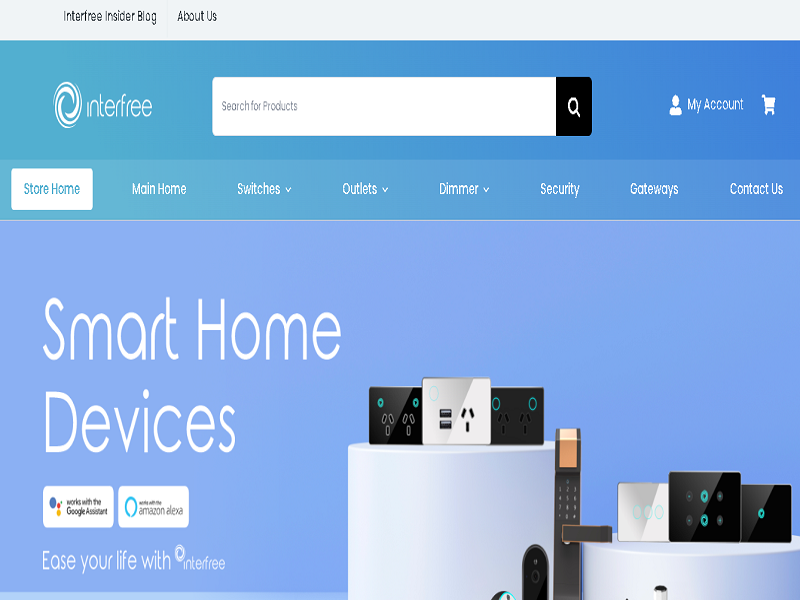 Interfree Insider Blog About Us
interfree
Search for Products
My Account
Store Home Main Home Switches Outlets Dimmer Security Gateways Contact Us
Smart Home
Devices
works with the
Google Assistant
works with the
amazon alexa
Ease your life with interfree